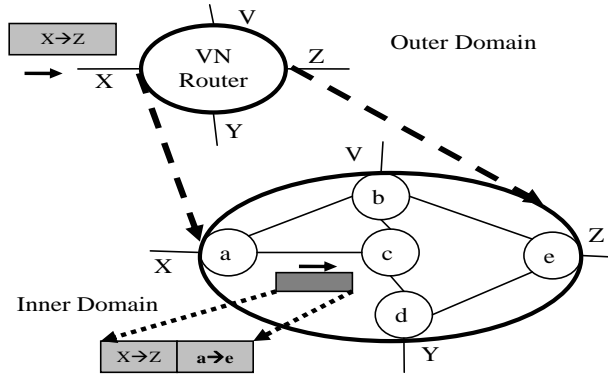 V
X→Z
VN
Router
Outer Domain
X
Z
Y
V
b
Z
a
c
e
X
Inner Domain
d
Y
X→Z
a→e